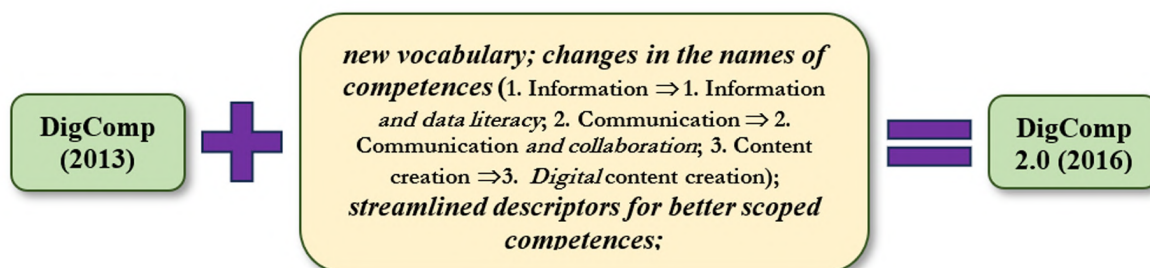 DigComp
(2013)
new vocabulary; changes in the names of
competences (1. Information ⇒ 1. Information
and data literacy; 2. Communication ⇒ 2.
Communication and collaboration; 3. Content
creation ⇒3. Digital content creation);
streamlined descriptors for better scoped
competences;
DigComp
2.0 (2016)